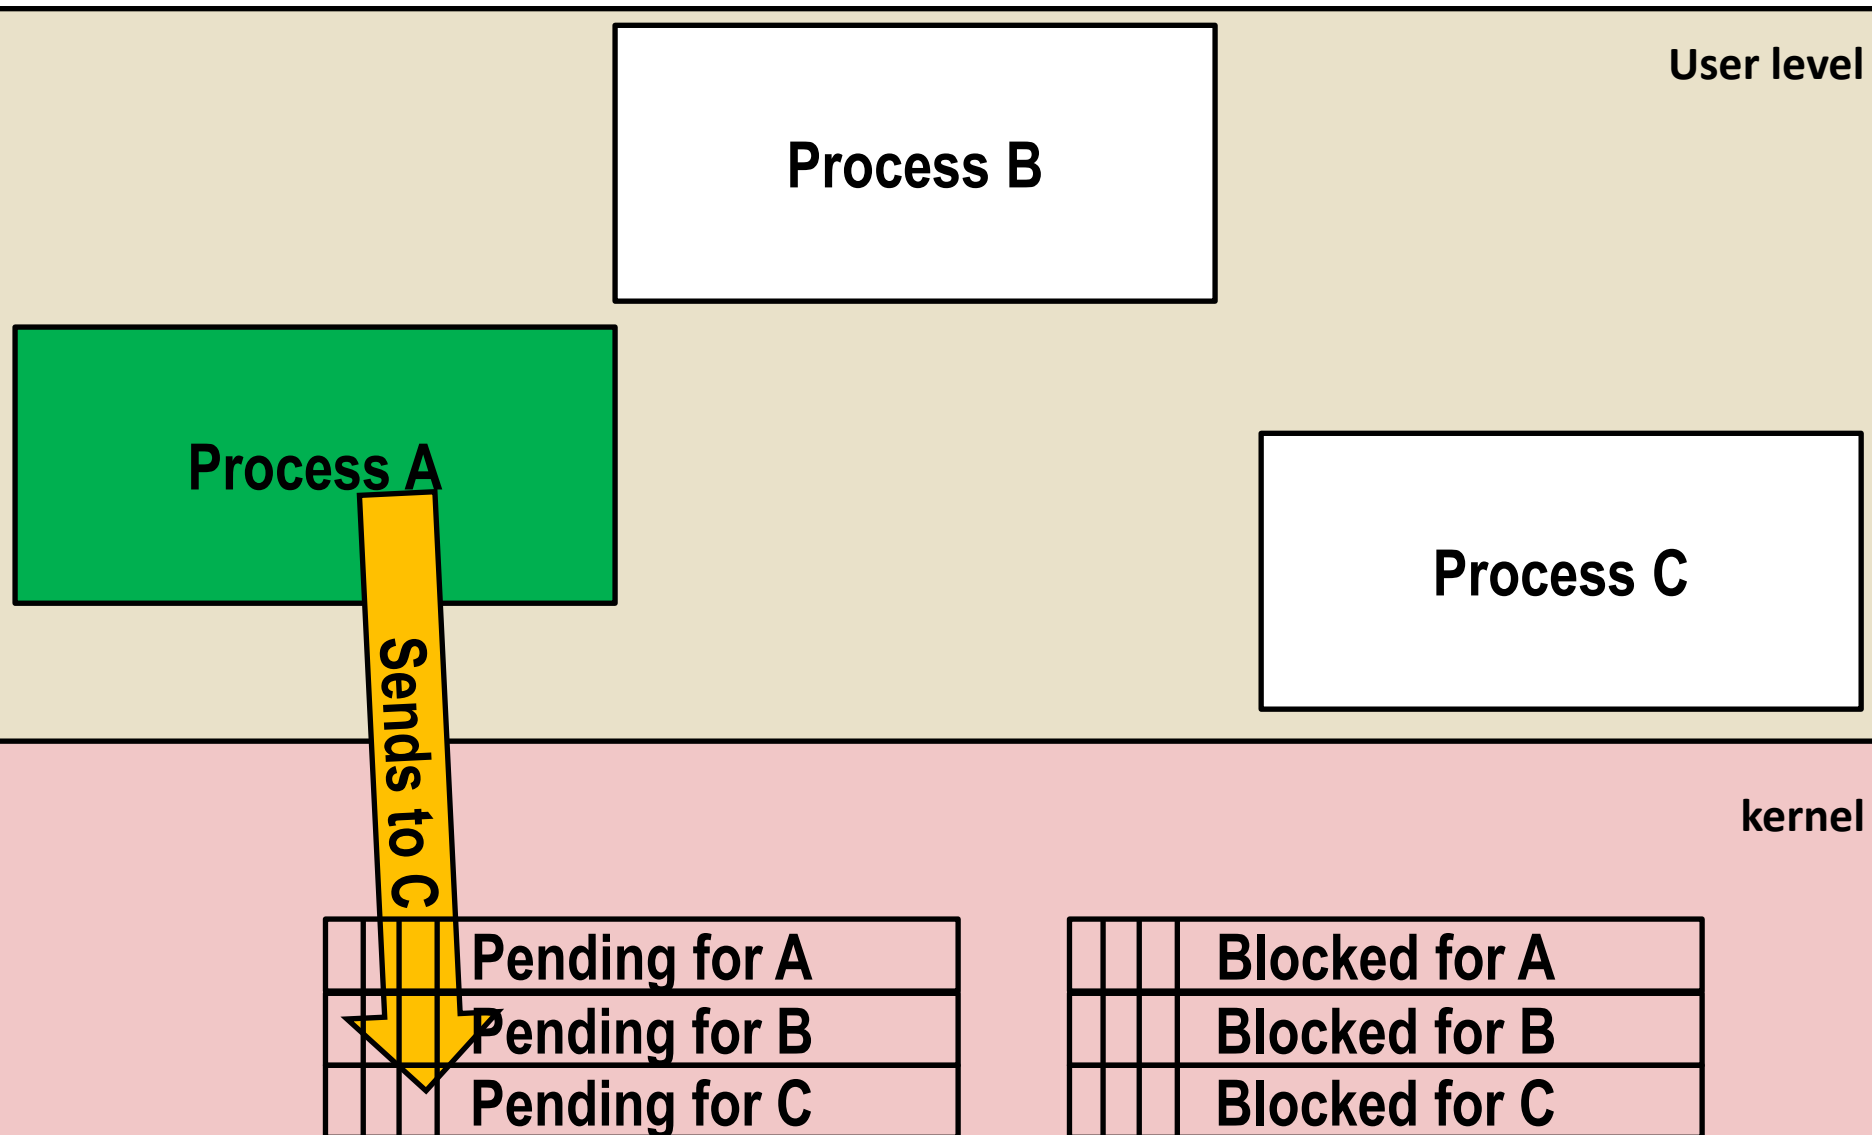 User level
Process B
Process A
Process C
Sends to C
kernel
Pending for A
Blocked for A
Pending for B
Blocked for B
Pending for C
Blocked for C